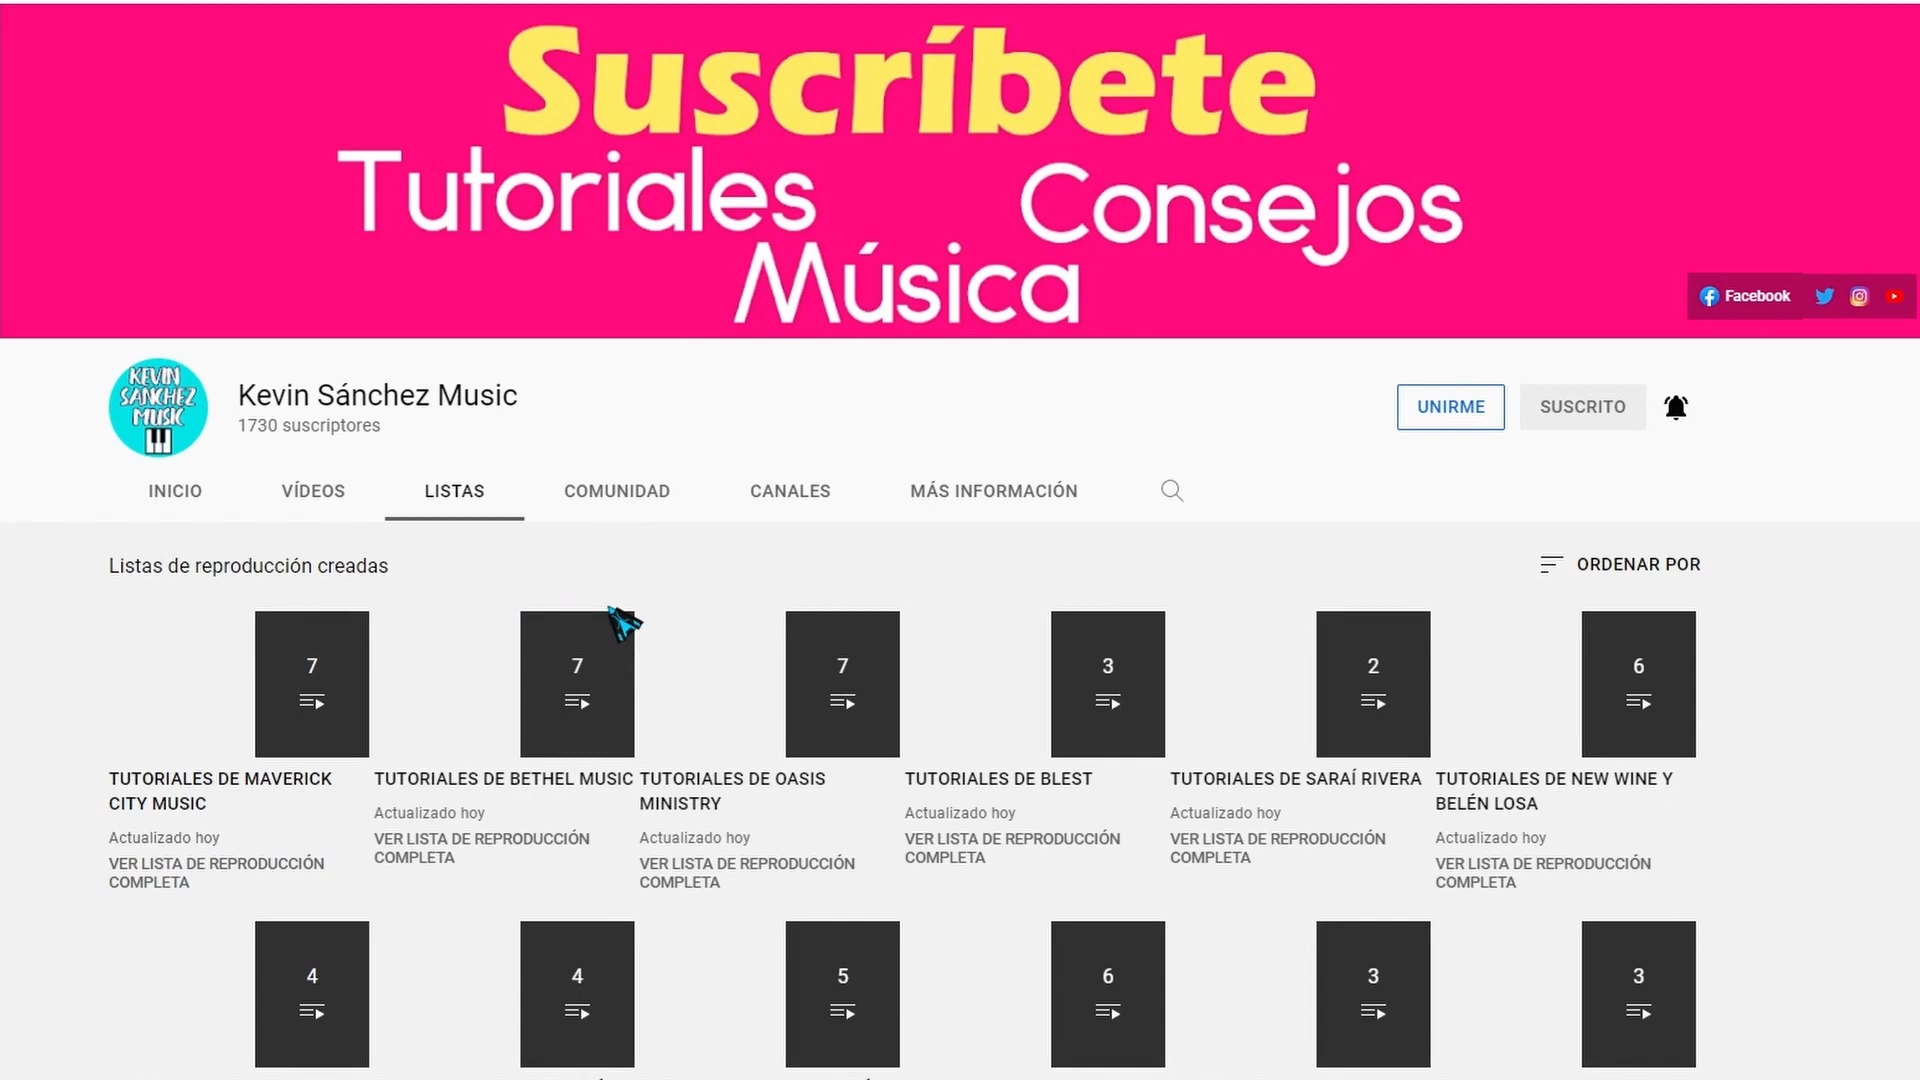 Suscríbete
Tutoriales Consejos
Música
Facebook
KEVIN
SANCHEZ
MUSIC
Kevin Sánchez Music
1730 suscriptores
UNIRME
SUSCRITO
INICIO VÍDEOS LISTAS COMUNIDAD CANALES MÁS INFORMACIÓN
Listas de reproducción creadas
ORDENAR POR
7 7 7 3 2 6
TUTORIALES DE MAVERICK
CITY MUSIC
Actualizado hoy
VER LISTA DE REPRODUCCIÓN
COMPLETA
TUTORIALES DE BETHEL MUSIC
Actualizado hoy
VER LISTA DE REPRODUCCIÓN
COMPLETA
TUTORIALES DE OASIS
MINISTRY
Actualizado hoy
VER LISTA DE REPRODUCCIÓN
COMPLETA
TUTORIALES DE BLEST
Actualizado hoy
VER LISTA DE REPRODUCCIÓN
COMPLETA
TUTORIALES DE SARAÍ RIVERA
Actualizado hoy
VER LISTA DE REPRODUCCIÓN
COMPLETA
TUTORIALES DE NEW WINE Y
BELÉN LOSA
Actualizado hoy
VER LISTA DE REPRODUCCIÓN
COMPLETA
4 4 5 6 3 3